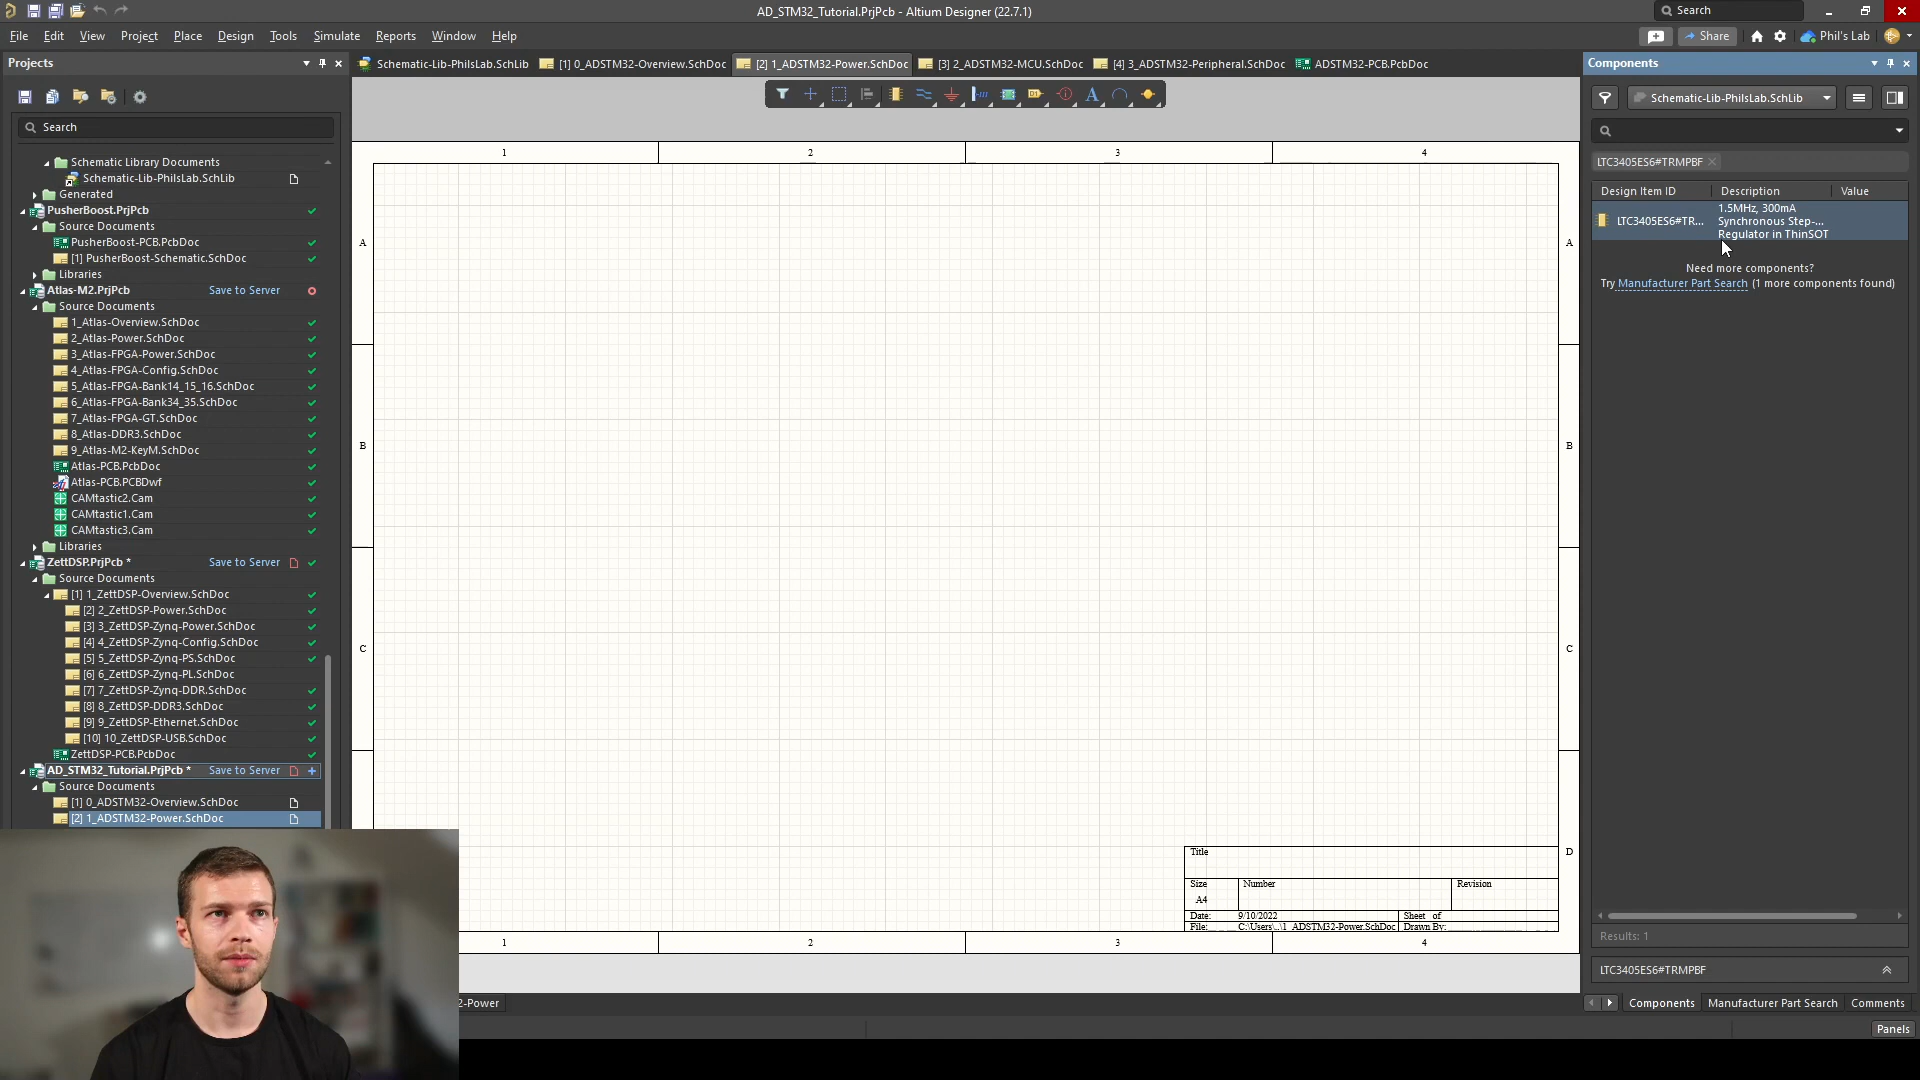 AD_STM32_Tutorial.PrjPcb - Altium Designer (22.7.1)
Search
File Edit View Project Place Design Tools Simulate Reports Window Help
Share
Phil's Lab
Projects
Schematic-Lib-PhilsLab.SchLib
[1] 0_ADSTM32-Overview.SchDoc
[2] 1_ADSTM32-Power.SchDoc
[3] 2_ADSTM32-MCU.SchDoc
[4] 3_ADSTM32-Peripheral.SchDoc
ADSTM32-PCB.PcbDoc
Search
Schematic Library Documents
Schematic-Lib-PhilsLab.SchLib
Generated
PusherBoost.PrjPcb
Source Documents
PusherBoost-PCB.PcbDoc
[1] PusherBoost-Schematic.SchDoc
Libraries
Atlas-M2.PrjPcb Save to Server
Source Documents
1_Atlas-Overview.SchDoc
2_Atlas-Power.SchDoc
3_Atlas-FPGA-Power.SchDoc
4_Atlas-FPGA-Config.SchDoc
5_Atlas-FPGA-Bank14_15_16.SchDoc
6_Atlas-FPGA-Bank34_35.SchDoc
7_Atlas-FPGA-GT.SchDoc
8_Atlas-DDR3.SchDoc
9_Atlas-M2-KeyM.SchDoc
Atlas-PCB.PcbDoc
Atlas-PCB.PCBDwf
CAMtastic2.Cam
CAMtastic1.Cam
CAMtastic3.Cam
Libraries
ZettDSP.PrjPcb * Save to Server
Source Documents
[1] 1_ZettDSP-Overview.SchDoc
[2] 2_ZettDSP-Power.SchDoc
[3] 3_ZettDSP-Zynq-Power.SchDoc
[4] 4_ZettDSP-Zynq-Config.SchDoc
[5] 5_ZettDSP-Zynq-PS.SchDoc
[6] 6_ZettDSP-Zynq-PL.SchDoc
[7] 7_ZettDSP-Zynq-DDR.SchDoc
[8] 8_ZettDSP-DDR3.SchDoc
[9] 9_ZettDSP-Ethernet.SchDoc
[10] 10_ZettDSP-USB.SchDoc
ZettDSP-PCB.PcbDoc
AD_STM32_Tutorial.PrjPcb * Save to Server
Source Documents
[1] 0_ADSTM32-Overview.SchDoc
[2] 1_ADSTM32-Power.SchDoc
1 2 3 4
A A
B B
C C
D
Title
Size Number Revision
A4
Date: 9/10/2022 Sheet of
File: C:\Users\..\1_ADSTM32-Power.SchDoc Drawn By:
1 2 3 4
2-Power
Components
Schematic-Lib-PhilsLab.SchLib
LTC3405ES6#TRMPBF
Design Item ID Description Value
LTC3405ES6#TR...
1.5MHz, 300mA
Synchronous Step-...
Regulator in ThinSOT
Need more components?
Try Manufacturer Part Search (1 more components found)
Results: 1
LTC3405ES6#TRMPBF
Components Manufacturer Part Search Comments
Panels